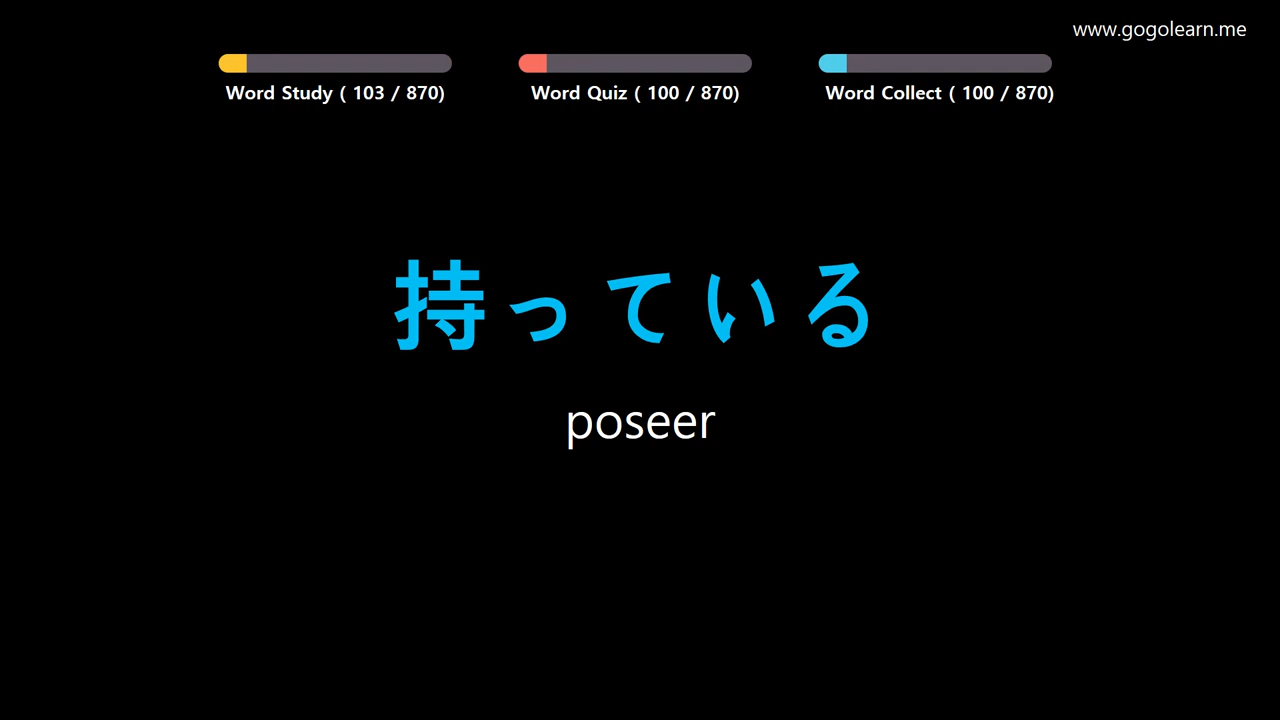 www.gogolearn.me
Word Study ( 103 / 870)
Word Quiz ( 100 / 870)
Word Collect ( 100 / 870)
持っている
poseer